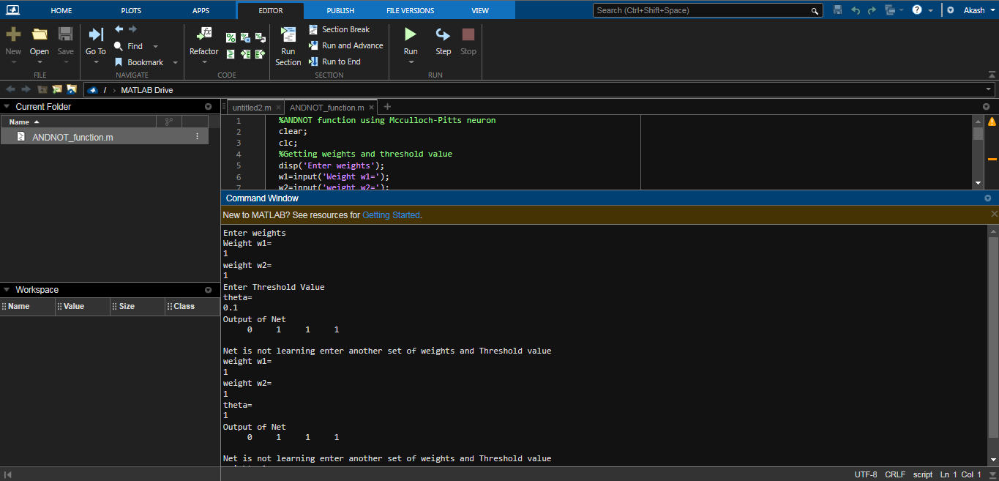 HOME PLOTS APPS EDITOR PUBLISH FILE VERSIONS VIEW Search (Ctrl+Shift+Space) Akash
New Open Save Go To Find Bookmark Refactor Run Section Section Break Run and Advance Run to End Run Step Stop
FILE NAVIGATE CODE SECTION RUN
/ › MATLAB Drive
Current Folder
Name
ANDNOT_function.m
Workspace
Name Value Size Class
untitled2.m × ANDNOT_function.m × +
1 %ANDNOT function using Mcculloch-Pitts neuron
2 clear;
3 clc;
4 %Getting weights and threshold value
5 disp('Enter weights');
6 w1=input('Weight w1=');
7 w2=input('weight w2=');
Command Window
New to MATLAB? See resources for Getting Started.
Enter weights
Weight w1=
1
weight w2=
1
Enter Threshold Value
theta=
0.1
Output of Net
0 1 1 1
Net is not learning enter another set of weights and Threshold value
weight w1=
1
weight w2=
1
theta=
1
Output of Net
0 1 1 1
Net is not learning enter another set of weights and Threshold value
UTF-8 CRLF script Ln 1 Col 1